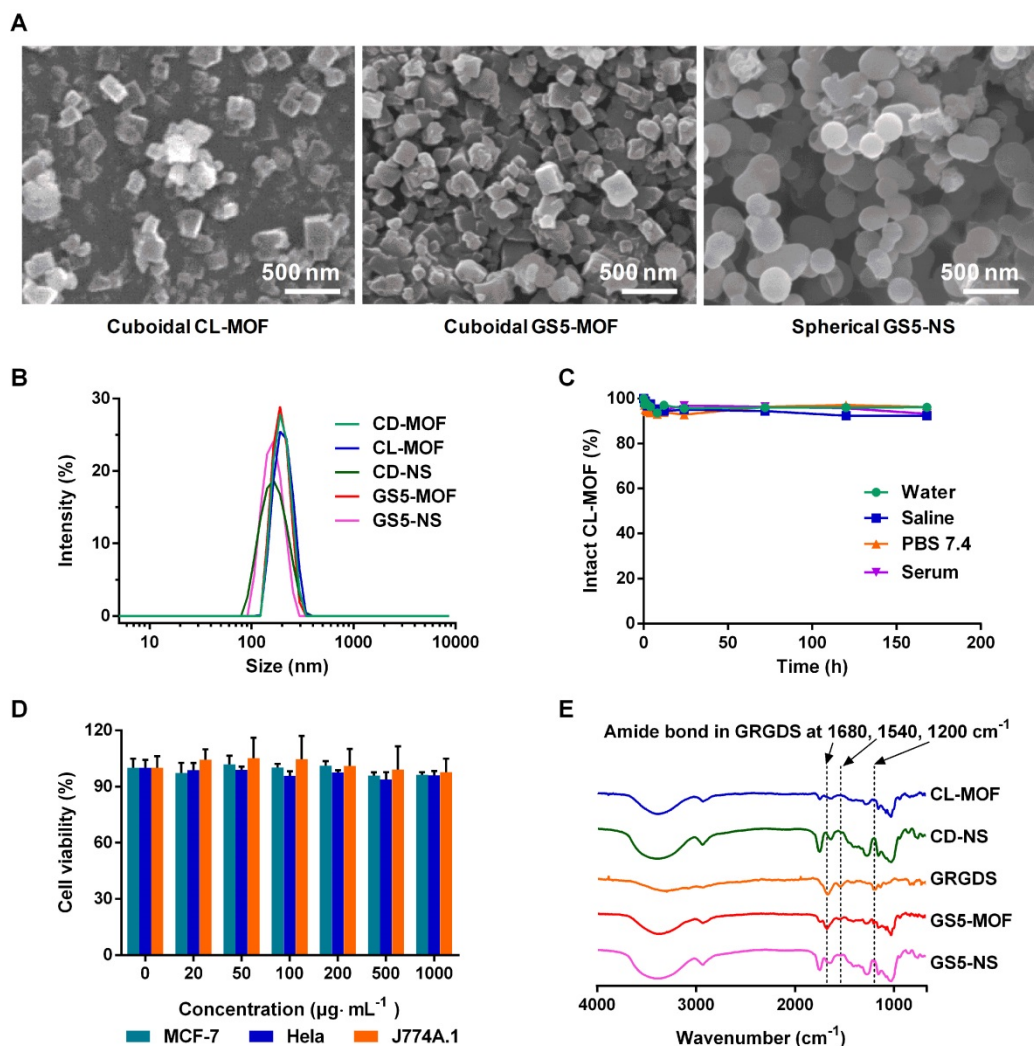 A
500 nm
500 nm
500 nm
Cuboidal CL-MOF
Cuboidal GS5-MOF
Spherical GS5-NS
B
Intensity (%)
30
20
10
0
10
100
1000
10000
Size (nm)
CD-MOF
CL-MOF
CD-NS
GS5-MOF
GS5-NS
C
Intact CL-MOF (%)
100
80
60
40
20
0
0
50
100
150
200
Time (h)
Water
Saline
PBS 7.4
Serum
D
Cell viability (%)
120
90
60
30
0
0
20
50
100
200
500
1000
Concentration (µg· mL⁻¹)
MCF-7
Hela
J774A.1
E
Amide bond in GRGDS at 1680, 1540, 1200 cm⁻¹
CL-MOF
CD-NS
GRGDS
GS5-MOF
GS5-NS
4000
3000
2000
1000
Wavenumber (cm⁻¹)